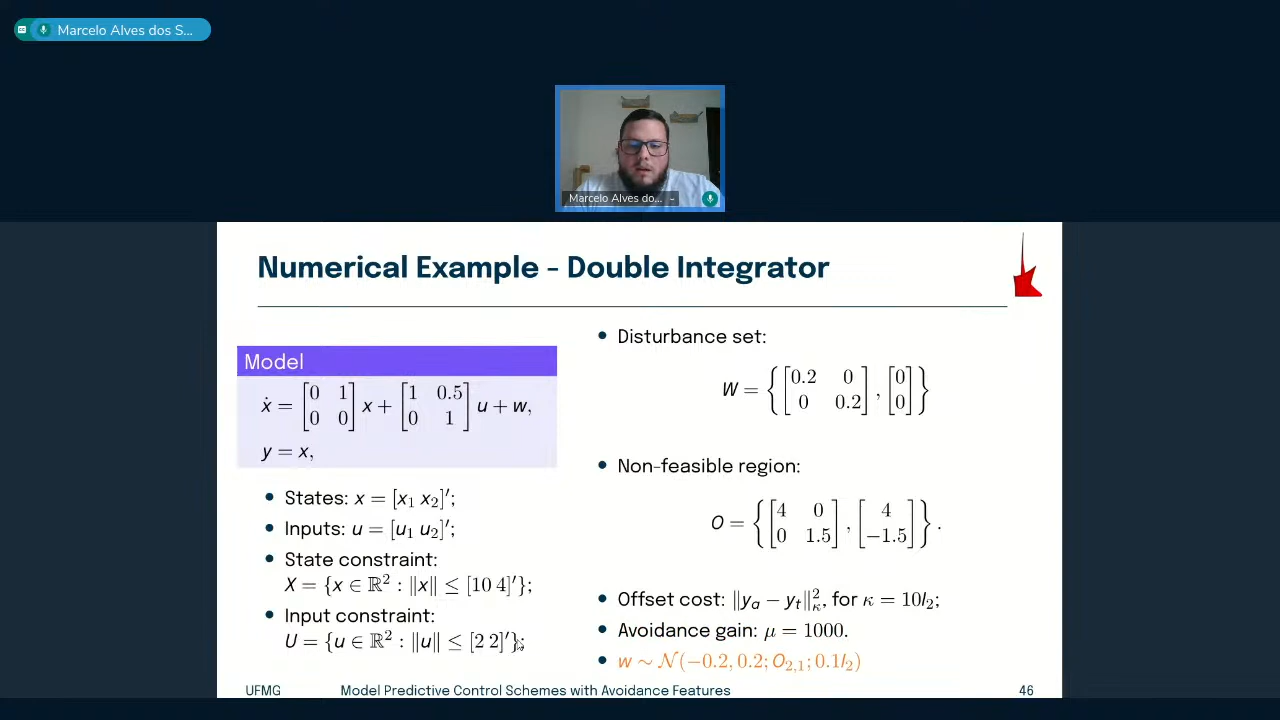 Marcelo Alves dos S...
Marcelo Alves do...
Numerical Example - Double Integrator
Model
ẋ = [0 1; 0 0] x + [1 0.5; 0 1] u + w,
y = x,
• States: x = [x₁ x₂]′;
• Inputs: u = [u₁ u₂]′;
• State constraint:
X = {x ∈ ℝ² : ‖x‖ ≤ [10 4]′};
• Input constraint:
U = {u ∈ ℝ² : ‖u‖ ≤ [2 2]′};
• Disturbance set:
W = {[0.2 0; 0 0.2], [0; 0]}
• Non-feasible region:
O = {[4 0; 0 1.5], [4; −1.5]}.
• Offset cost: ‖yₐ − yₜ‖²_κ, for κ = 10I₂;
• Avoidance gain: μ = 1000.
• w ∼ 𝒩(−0.2, 0.2; O₂,₁; 0.1I₂)
UFMG
Model Predictive Control Schemes with Avoidance Features
46